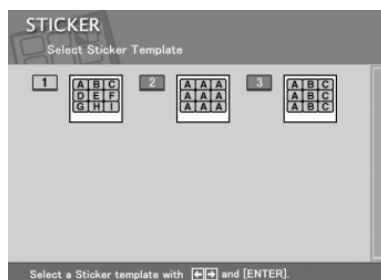 STICKER
Select Sticker Template
1 A B C 2 A A A 3 A B C
D E F A A A A B C
G H I A A A A B C
Select a Sticker template with and [ENTER].